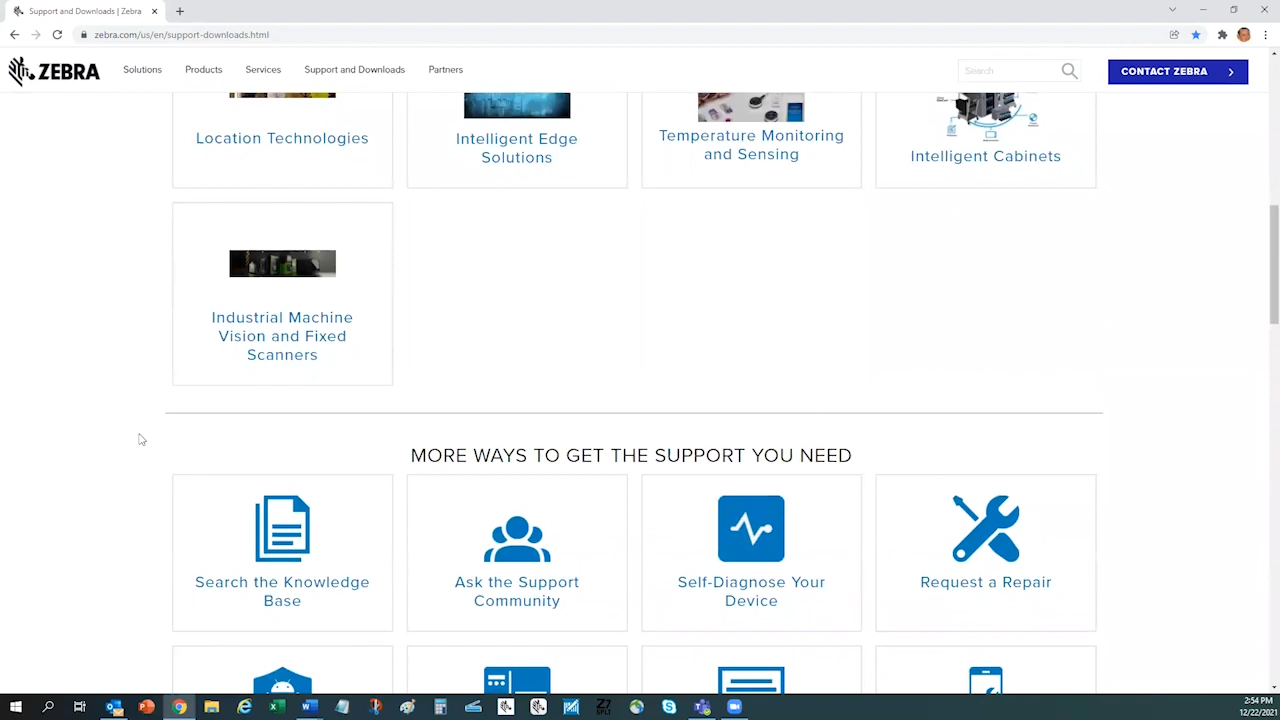 Support and Downloads | Zebra
zebra.com/us/en/support-downloads.html
ZEBRA
Solutions
Products
Services
Support and Downloads
Partners
Search
CONTACT ZEBRA
Location Technologies
Intelligent Edge
Solutions
Temperature Monitoring
and Sensing
Intelligent Cabinets
Industrial Machine
Vision and Fixed
Scanners
MORE WAYS TO GET THE SUPPORT YOU NEED
Search the Knowledge
Base
Ask the Support
Community
Self-Diagnose Your
Device
Request a Repair
2:54 PM
12/22/2021